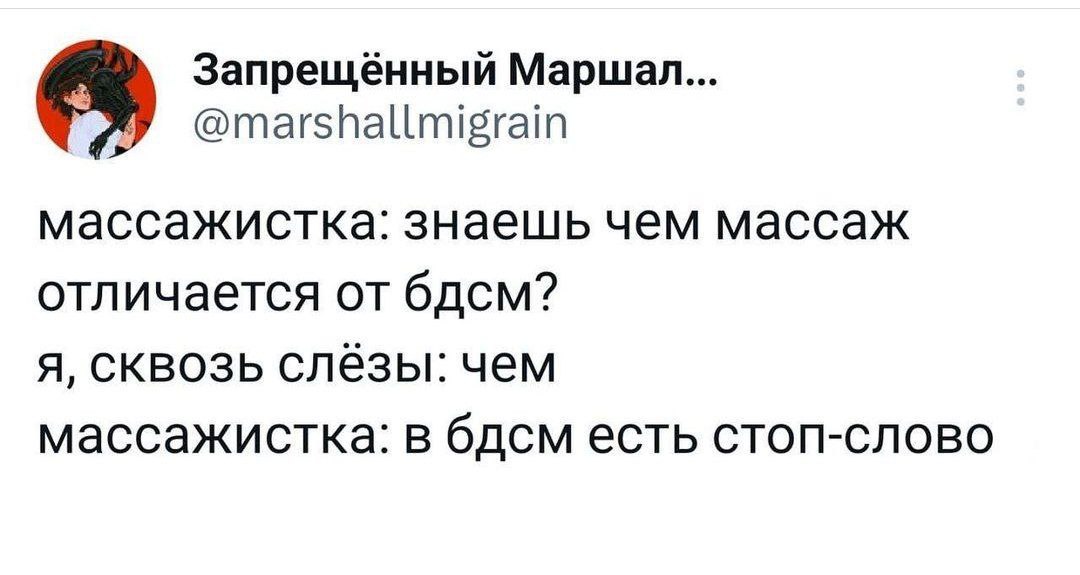 Запрещённый Маршал...
@marshallmigrain
массажистка: знаешь чем массаж
отличается от бдсм?
я, сквозь слёзы: чем
массажистка: в бдсм есть стоп-слово